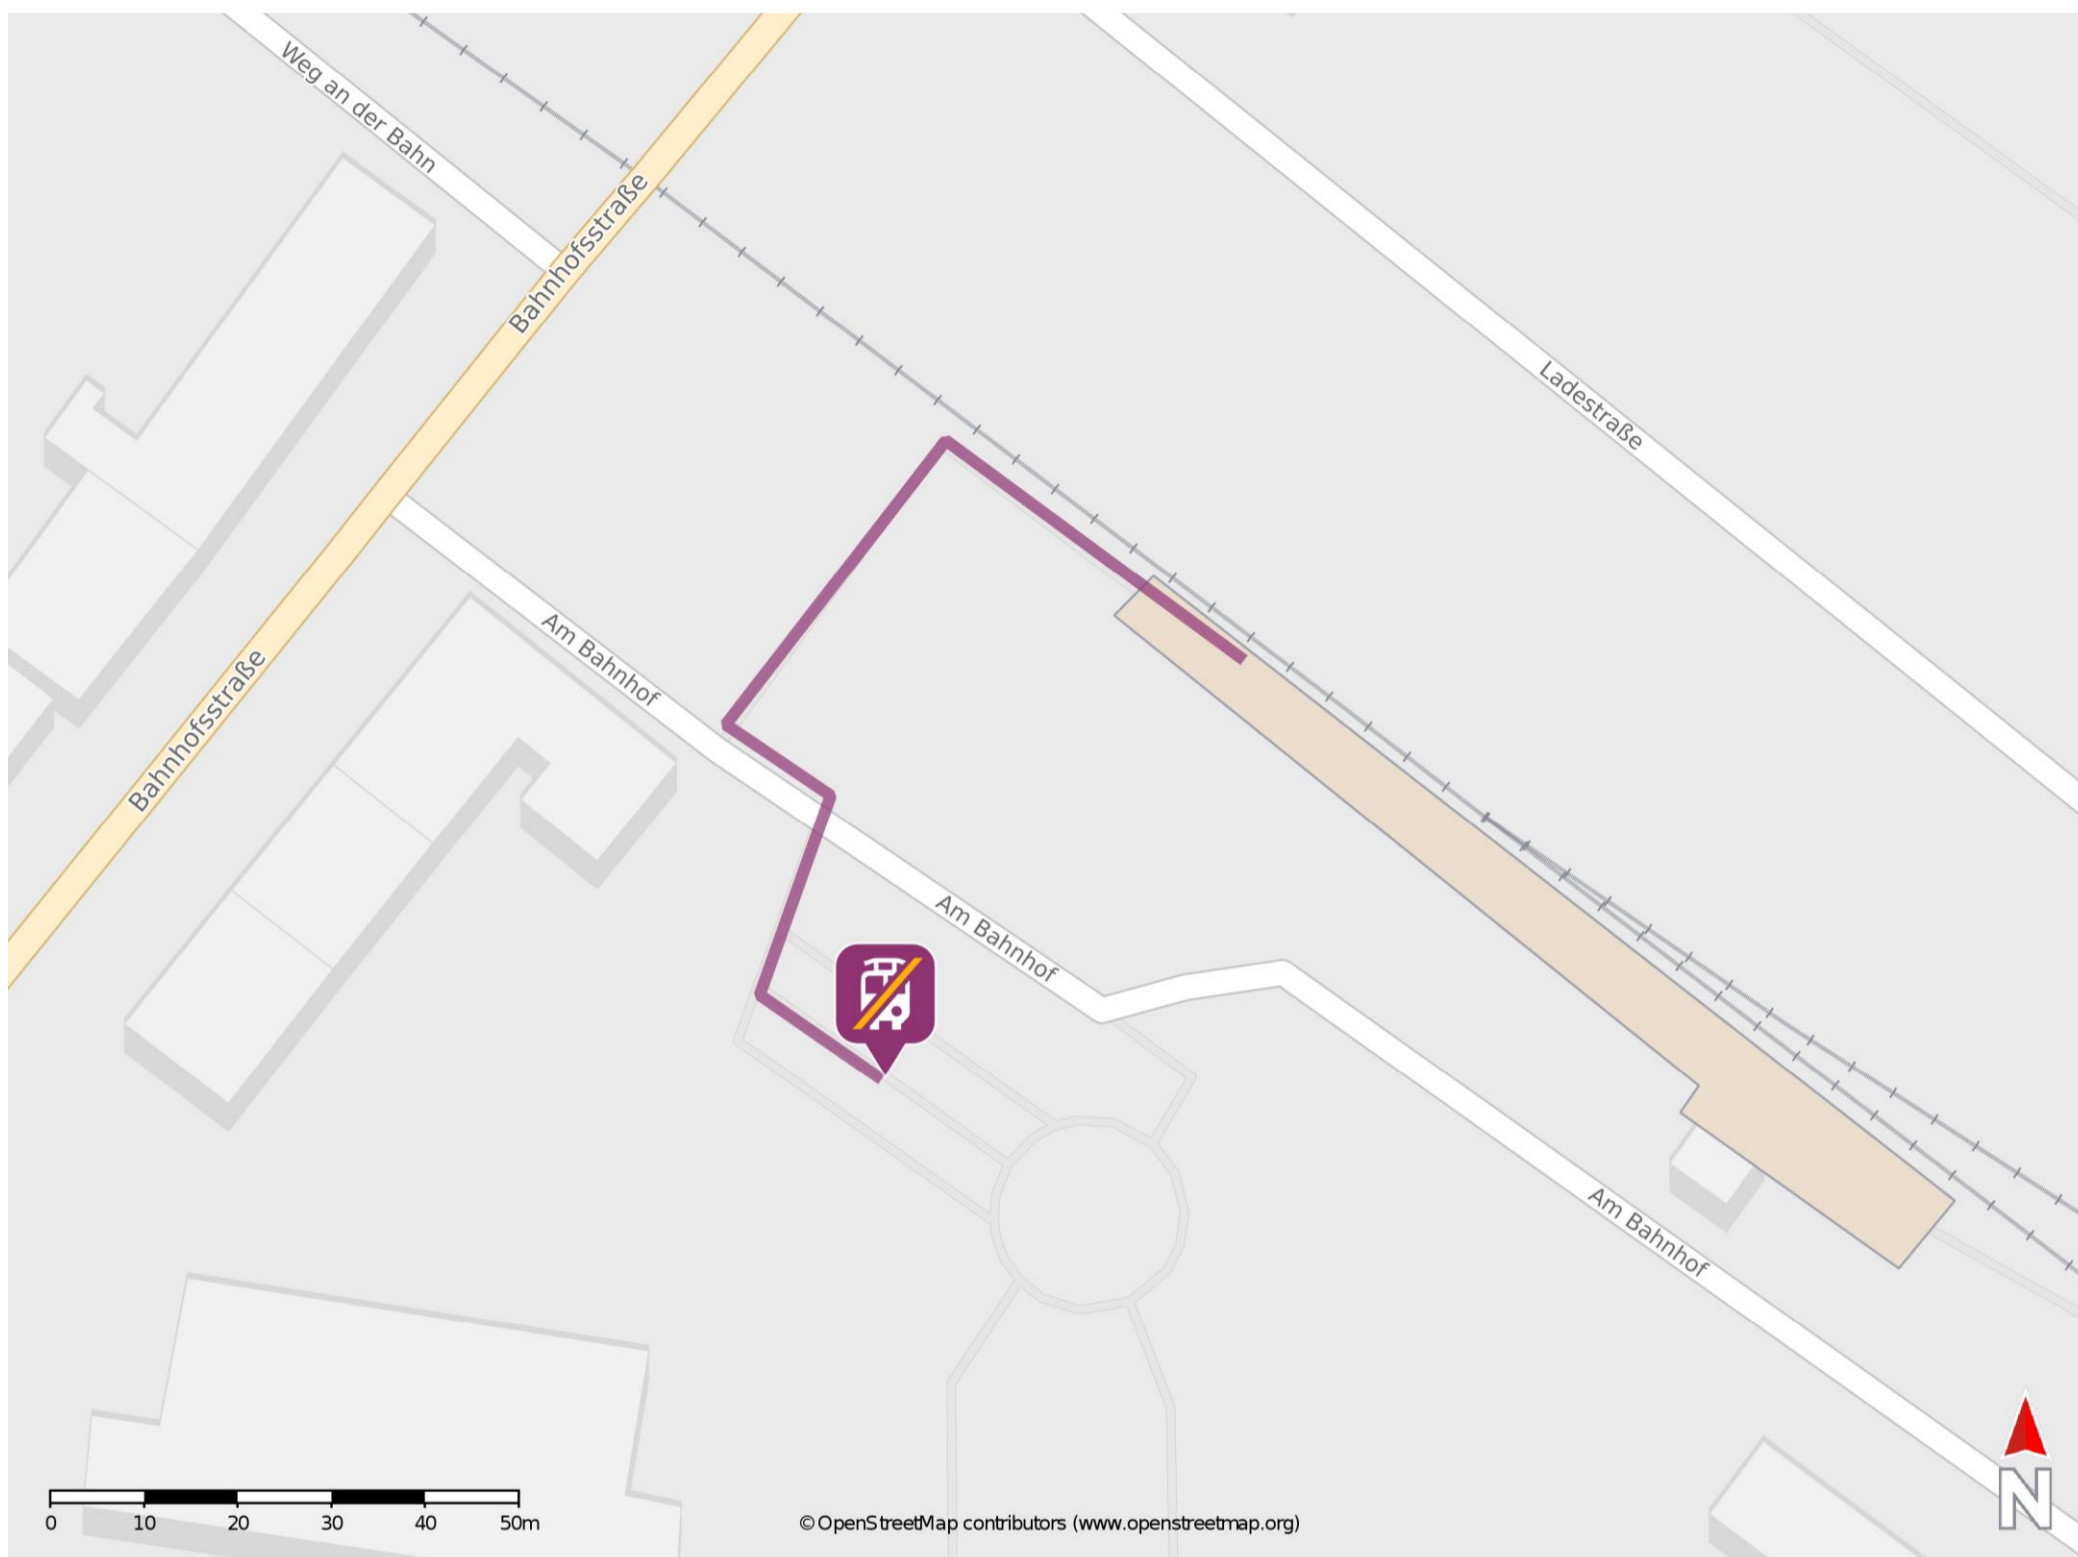 Weg an der Bahn
Bahnhofsstraße
Ladestraße
Am Bahnhof
Bahnhofsstraße
Am Bahnhof
Am Bahnhof
N
0 10 20 30 40 50m
© OpenStreetMap contributors (www.openstreetmap.org)